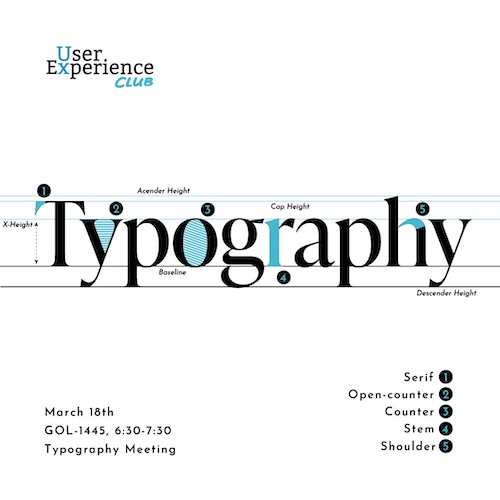 User
Experience
CLUB
1
Acender Height
2
3
Cap Height
5
X-Height
Typography
Baseline
4
Descender Height
Serif 1
Open-counter 2
Counter 3
Stem 4
Shoulder 5
March 18th
GOL-1445, 6:30-7:30
Typography Meeting